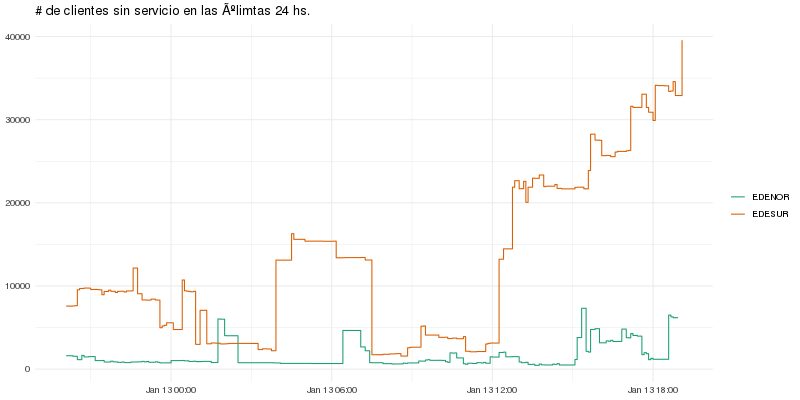 # de clientes sin servicio en las Ãºlimtas 24 hs.
40000
30000
20000
10000
0
Jan 13 00:00
Jan 13 06:00
Jan 13 12:00
Jan 13 18:00
EDENOR
EDESUR